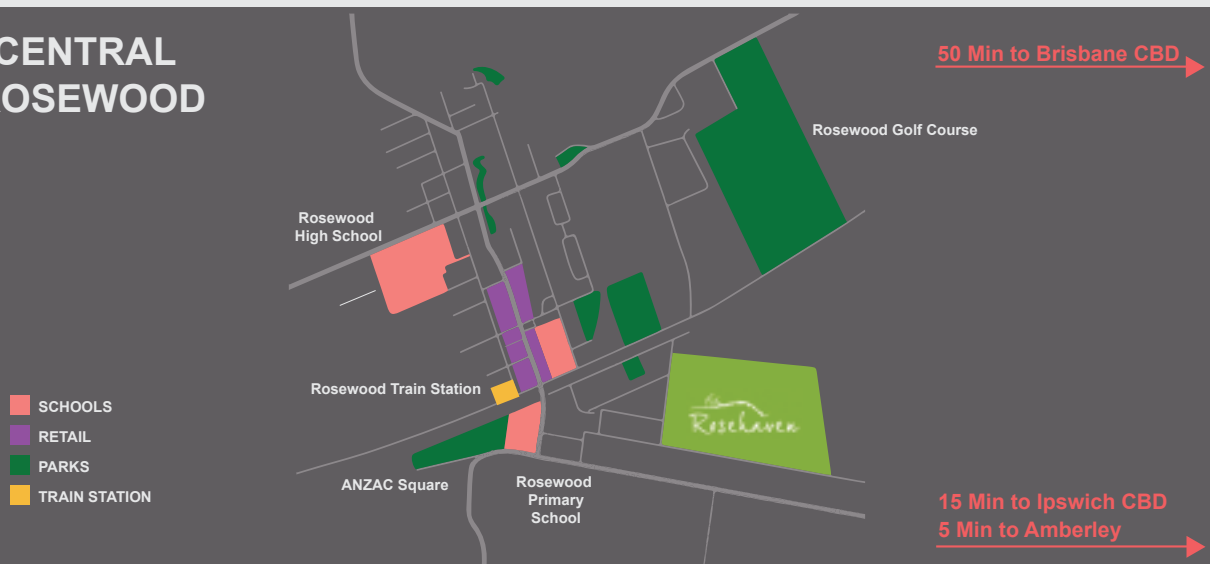 CENTRAL
OSEWOOD
50 Min to Brisbane CBD
Rosewood Golf Course
Rosewood
High School
Rosewood Train Station
SCHOOLS
RETAIL
PARKS
TRAIN STATION
Rosehaven
ANZAC Square
Rosewood
Primary
School
15 Min to Ipswich CBD
5 Min to Amberley